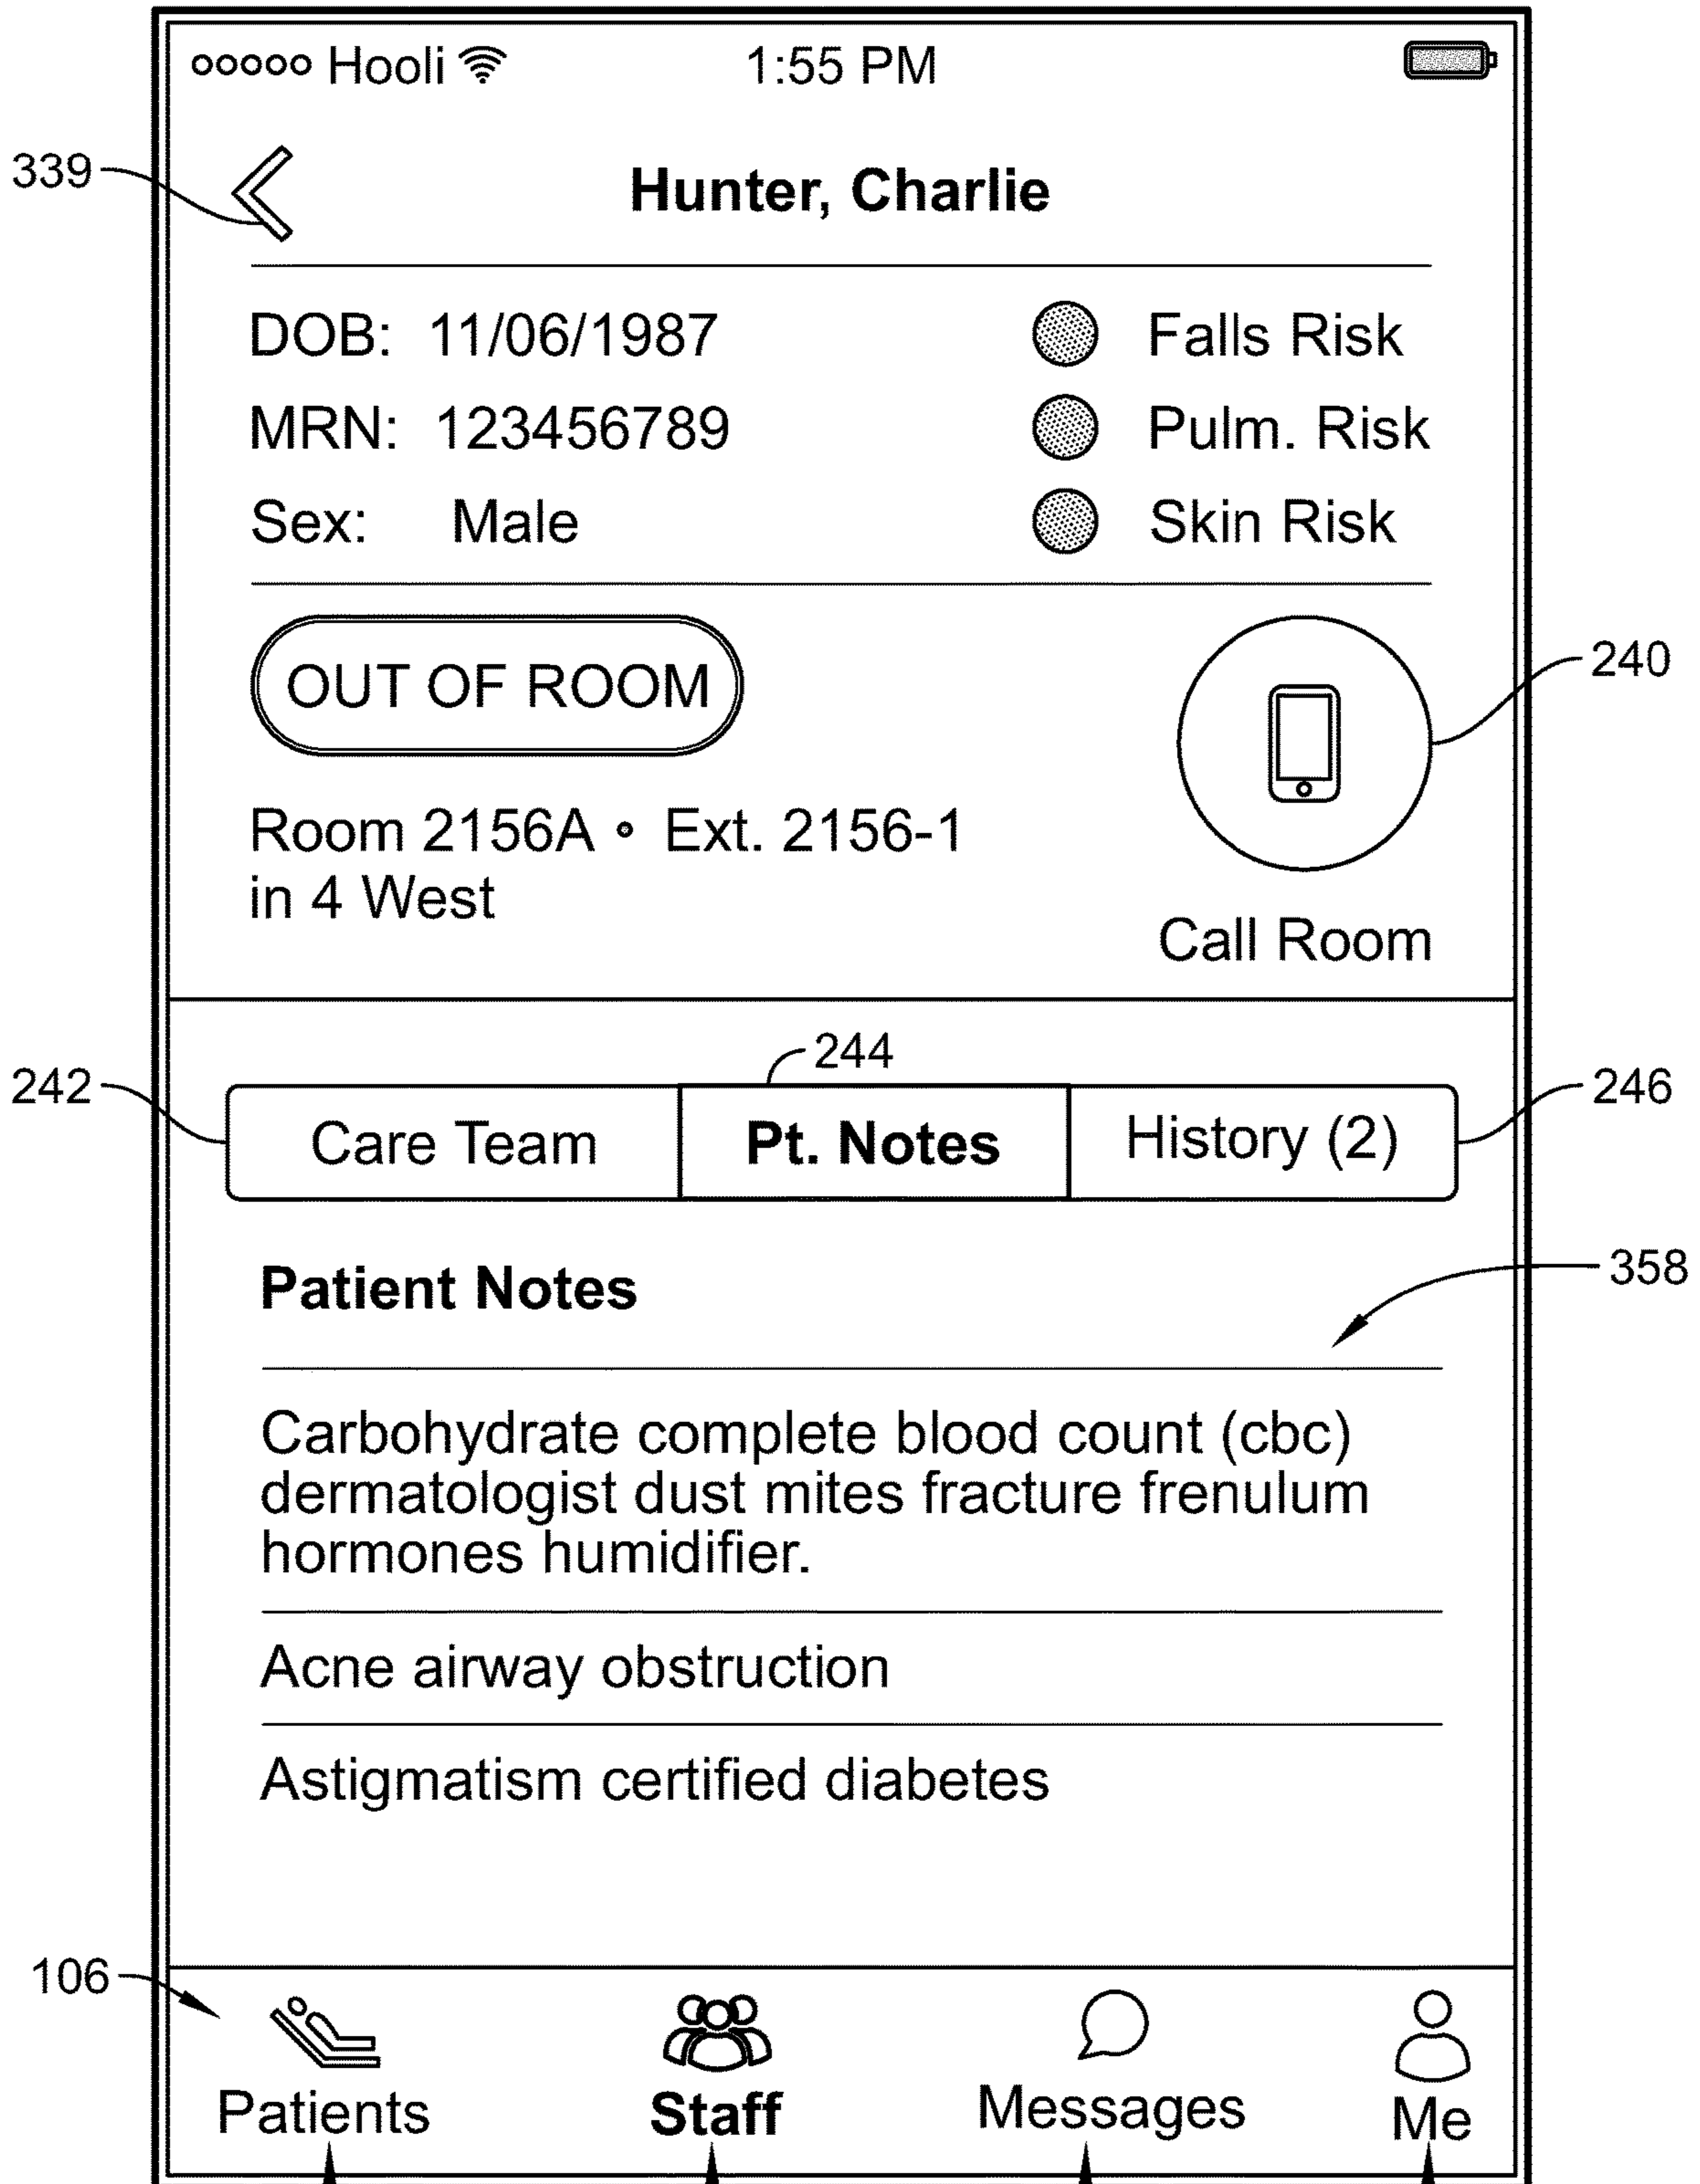 Hooli 1:55 PM
339
Hunter, Charlie
DOB: 11/06/1987 Falls Risk
MRN: 123456789 Pulm. Risk
Sex: Male Skin Risk
OUT OF ROOM
240
Room 2156A • Ext. 2156-1
in 4 West
Call Room
244
242
246
Care Team Pt. Notes History (2)
358
Patient Notes
Carbohydrate complete blood count (cbc)
dermatologist dust mites fracture frenulum
hormones humidifier.
Acne airway obstruction
Astigmatism certified diabetes
106
Patients Staff Messages Me